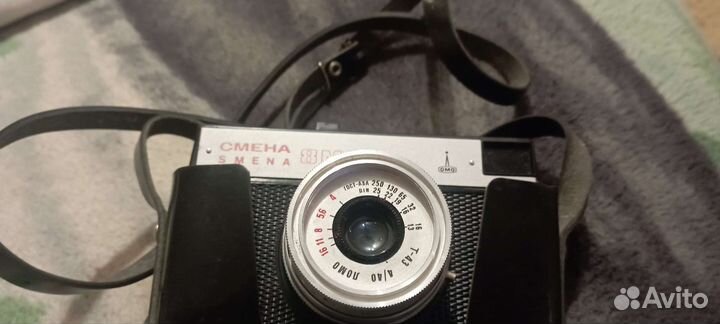 СМЕНА 8М
SMENA
ГОСТ-ASA 250 130 65 32 16
DIN 25 22 19 16 13
16 11 8 5,6 4
Т-43
4/40
ЛОМО
Avito